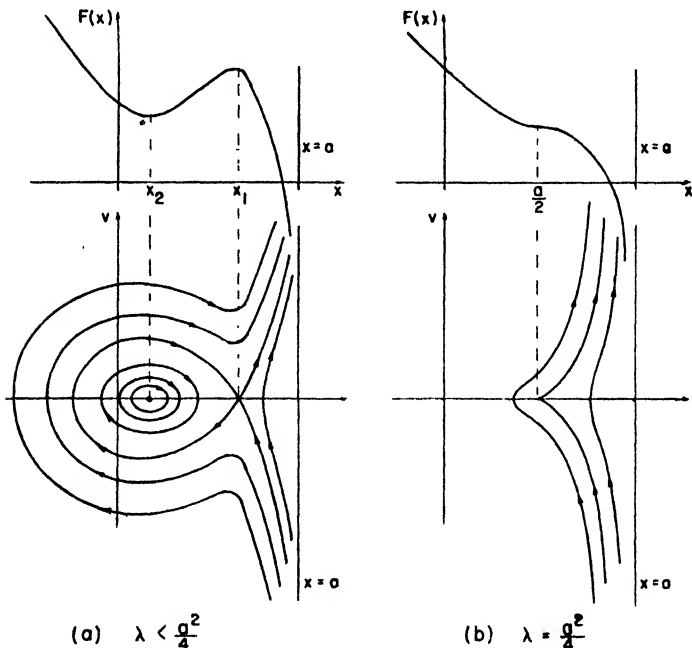 F(x)
x = a
x₂
x₁
x
v
x = a
(a) λ < a²/4
F(x)
x = a
a/2
x
v
x = a
(b) λ = a²/4